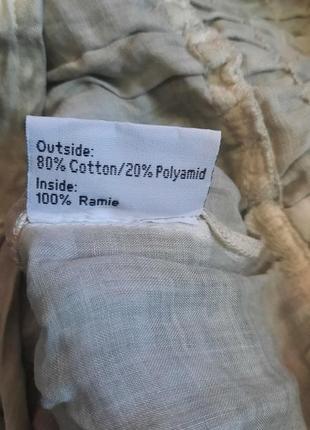 Outside:
80% Cotton/20% Polyamid
Inside:
100% Ramie